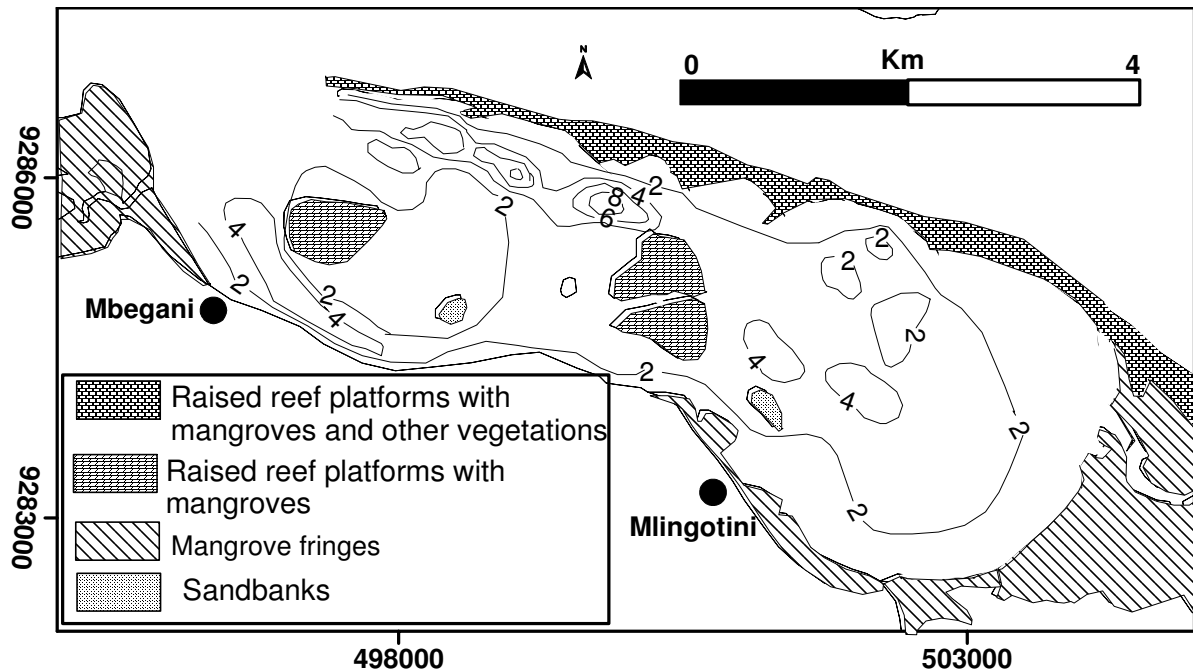 N
Km
0
4
9286000
9283000
2
8
4
2
6
2
2
4
2
2
4
2
2
4
4
2
2
2
Mbegani
Mlingotini
Raised reef platforms with
mangroves and other vegetations
Raised reef platforms with
mangroves
Mangrove fringes
Sandbanks
498000
503000